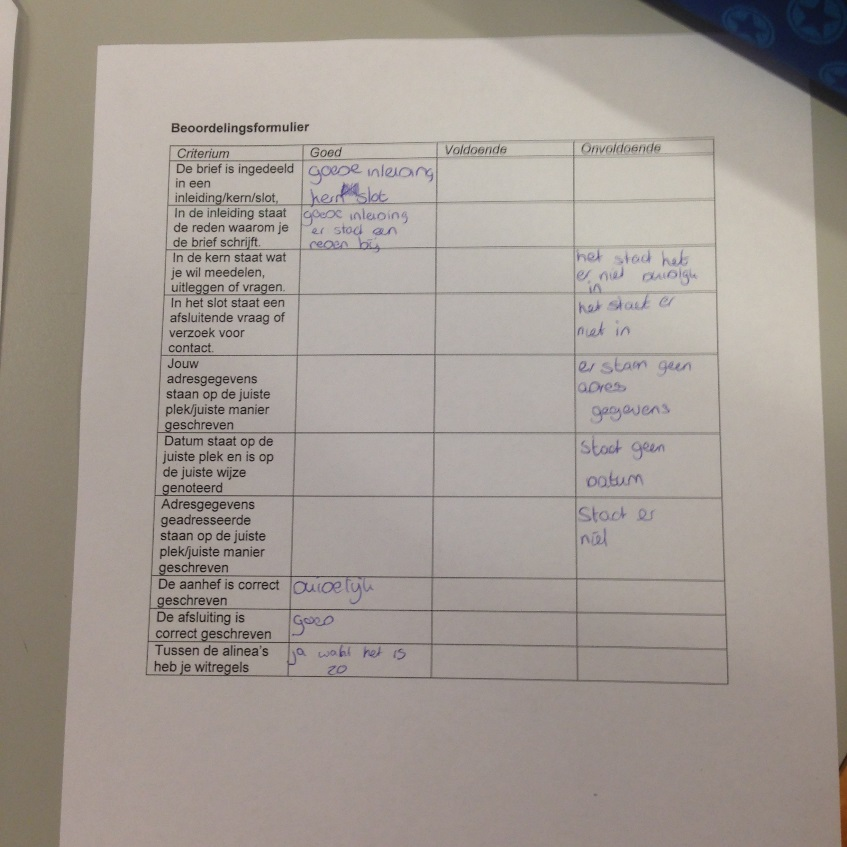 Beoordelingsformulier
Criterium Goed Voldoende Onvoldoende
De brief is ingedeeld
in een
inleiding/kern/slot,
goede inleiding
kern slot
In de inleiding staat
de reden waarom je
de brief schrijft.
goede inleiding
er stad een
reden bij
In de kern staat wat
je wil meedelen,
uitleggen of vragen.
het stad heb
er niet duidlijk
in
In het slot staat een
afsluitende vraag of
verzoek voor
contact.
het staat er
niet in
Jouw
adresgegevens
staan op de juiste
plek/juiste manier
geschreven
er stam geen
adres
gegevens
Datum staat op de
juiste plek en is op
de juiste wijze
genoteerd
Staat geen
Datum
Adresgegevens
geadresseerde
staan op de juiste
plek/juiste manier
geschreven
Staat er
niet
De aanhef is correct
geschreven
duidelijk
De afsluiting is
correct geschreven
goed
Tussen de alinea's
heb je witregels
ja wahl het is
zo